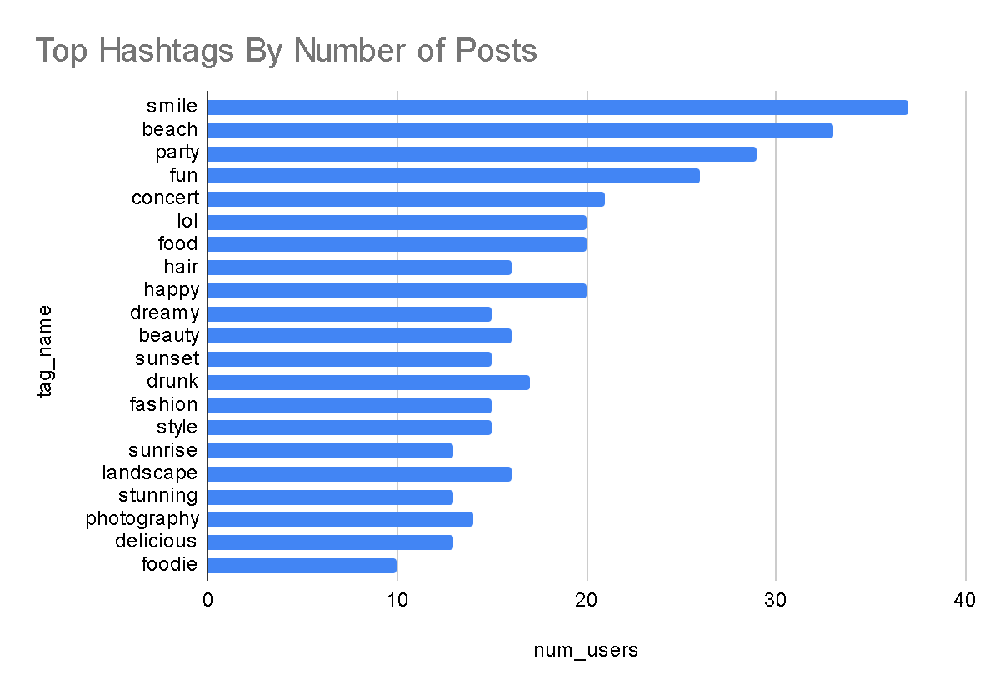 Top Hashtags By Number of Posts
smile
beach
party
fun
concert
lol
food
hair
happy
dreamy
beauty
sunset
drunk
fashion
style
sunrise
landscape
stunning
photography
delicious
foodie
tag_name
0 10 20 30 40
num_users